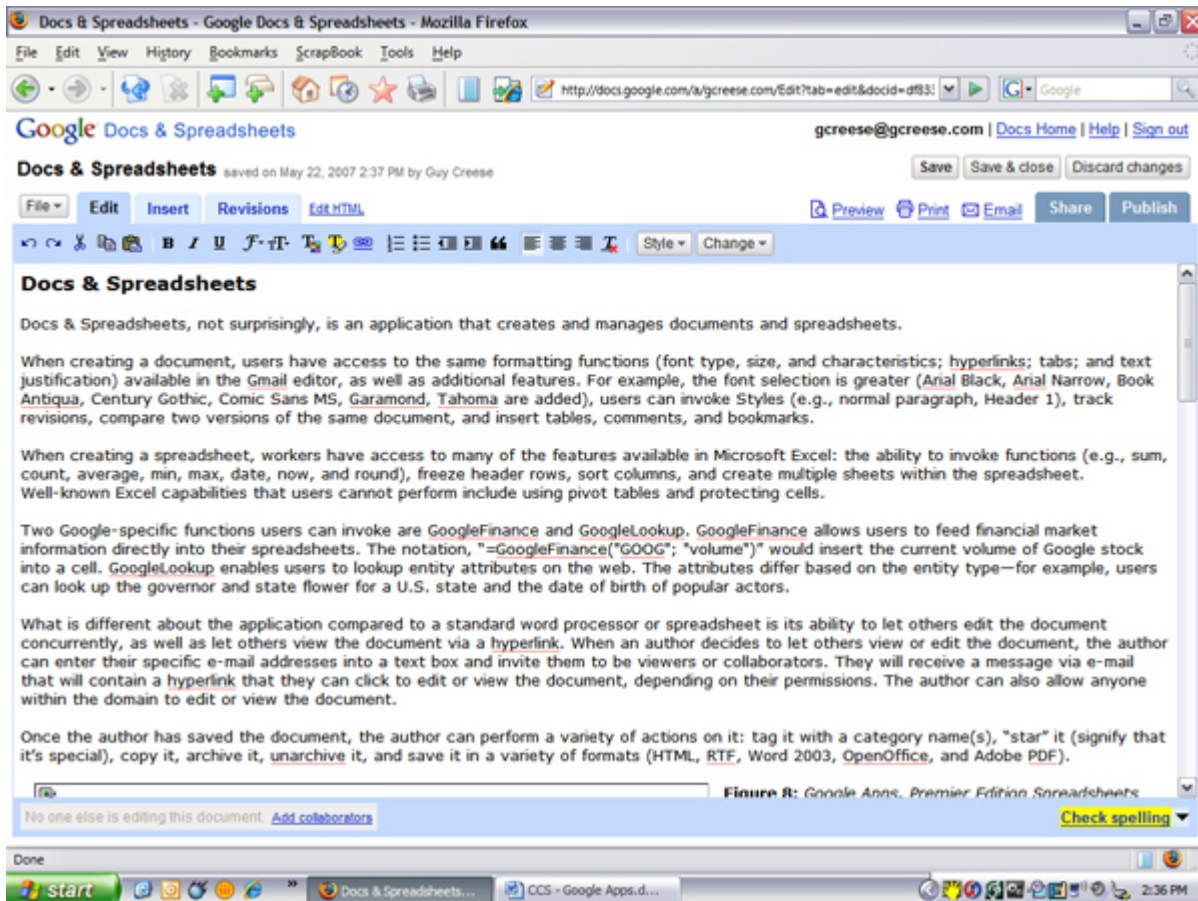 Docs & Spreadsheets - Google Docs & Spreadsheets - Mozilla Firefox
File Edit View History Bookmarks ScrapBook Tools Help
http://docs.google.com/a/gcreese.com/Edit?tab=edit&docid=df83 Google
Google Docs & Spreadsheets gcreese@gcreese.com | Docs Home | Help | Sign out
Docs & Spreadsheets saved on May 22, 2007 2:37 PM by Guy Creese Save Save & close Discard changes
File Edit Insert Revisions Edit HTML Preview Print Email Share Publish
B I U Style Change
Docs & Spreadsheets
Docs & Spreadsheets, not surprisingly, is an application that creates and manages documents and spreadsheets.
When creating a document, users have access to the same formatting functions (font type, size, and characteristics; hyperlinks; tabs; and text
justification) available in the Gmail editor, as well as additional features. For example, the font selection is greater (Arial Black, Arial Narrow, Book
Antiqua, Century Gothic, Comic Sans MS, Garamond, Tahoma are added), users can invoke Styles (e.g., normal paragraph, Header 1), track
revisions, compare two versions of the same document, and insert tables, comments, and bookmarks.
When creating a spreadsheet, workers have access to many of the features available in Microsoft Excel: the ability to invoke functions (e.g., sum,
count, average, min, max, date, now, and round), freeze header rows, sort columns, and create multiple sheets within the spreadsheet.
Well-known Excel capabilities that users cannot perform include using pivot tables and protecting cells.
Two Google-specific functions users can invoke are GoogleFinance and GoogleLookup. GoogleFinance allows users to feed financial market
information directly into their spreadsheets. The notation, "=GoogleFinance("GOOG"; "volume")" would insert the current volume of Google stock
into a cell. GoogleLookup enables users to lookup entity attributes on the web. The attributes differ based on the entity type—for example, users
can look up the governor and state flower for a U.S. state and the date of birth of popular actors.
What is different about the application compared to a standard word processor or spreadsheet is its ability to let others edit the document
concurrently, as well as let others view the document via a hyperlink. When an author decides to let others view or edit the document, the author
can enter their specific e-mail addresses into a text box and invite them to be viewers or collaborators. They will receive a message via e-mail
that will contain a hyperlink that they can click to edit or view the document, depending on their permissions. The author can also allow anyone
within the domain to edit or view the document.
Once the author has saved the document, the author can perform a variety of actions on it: tag it with a category name(s), "star" it (signify that
it's special), copy it, archive it, unarchive it, and save it in a variety of formats (HTML, RTF, Word 2003, OpenOffice, and Adobe PDF).
Figure 8: Google Apps, Premier Edition Spreadsheets
No one else is editing this document. Add collaborators Check spelling
Done
start Docs & Spreadsheets... CCS - Google Apps.d... 2:36 PM